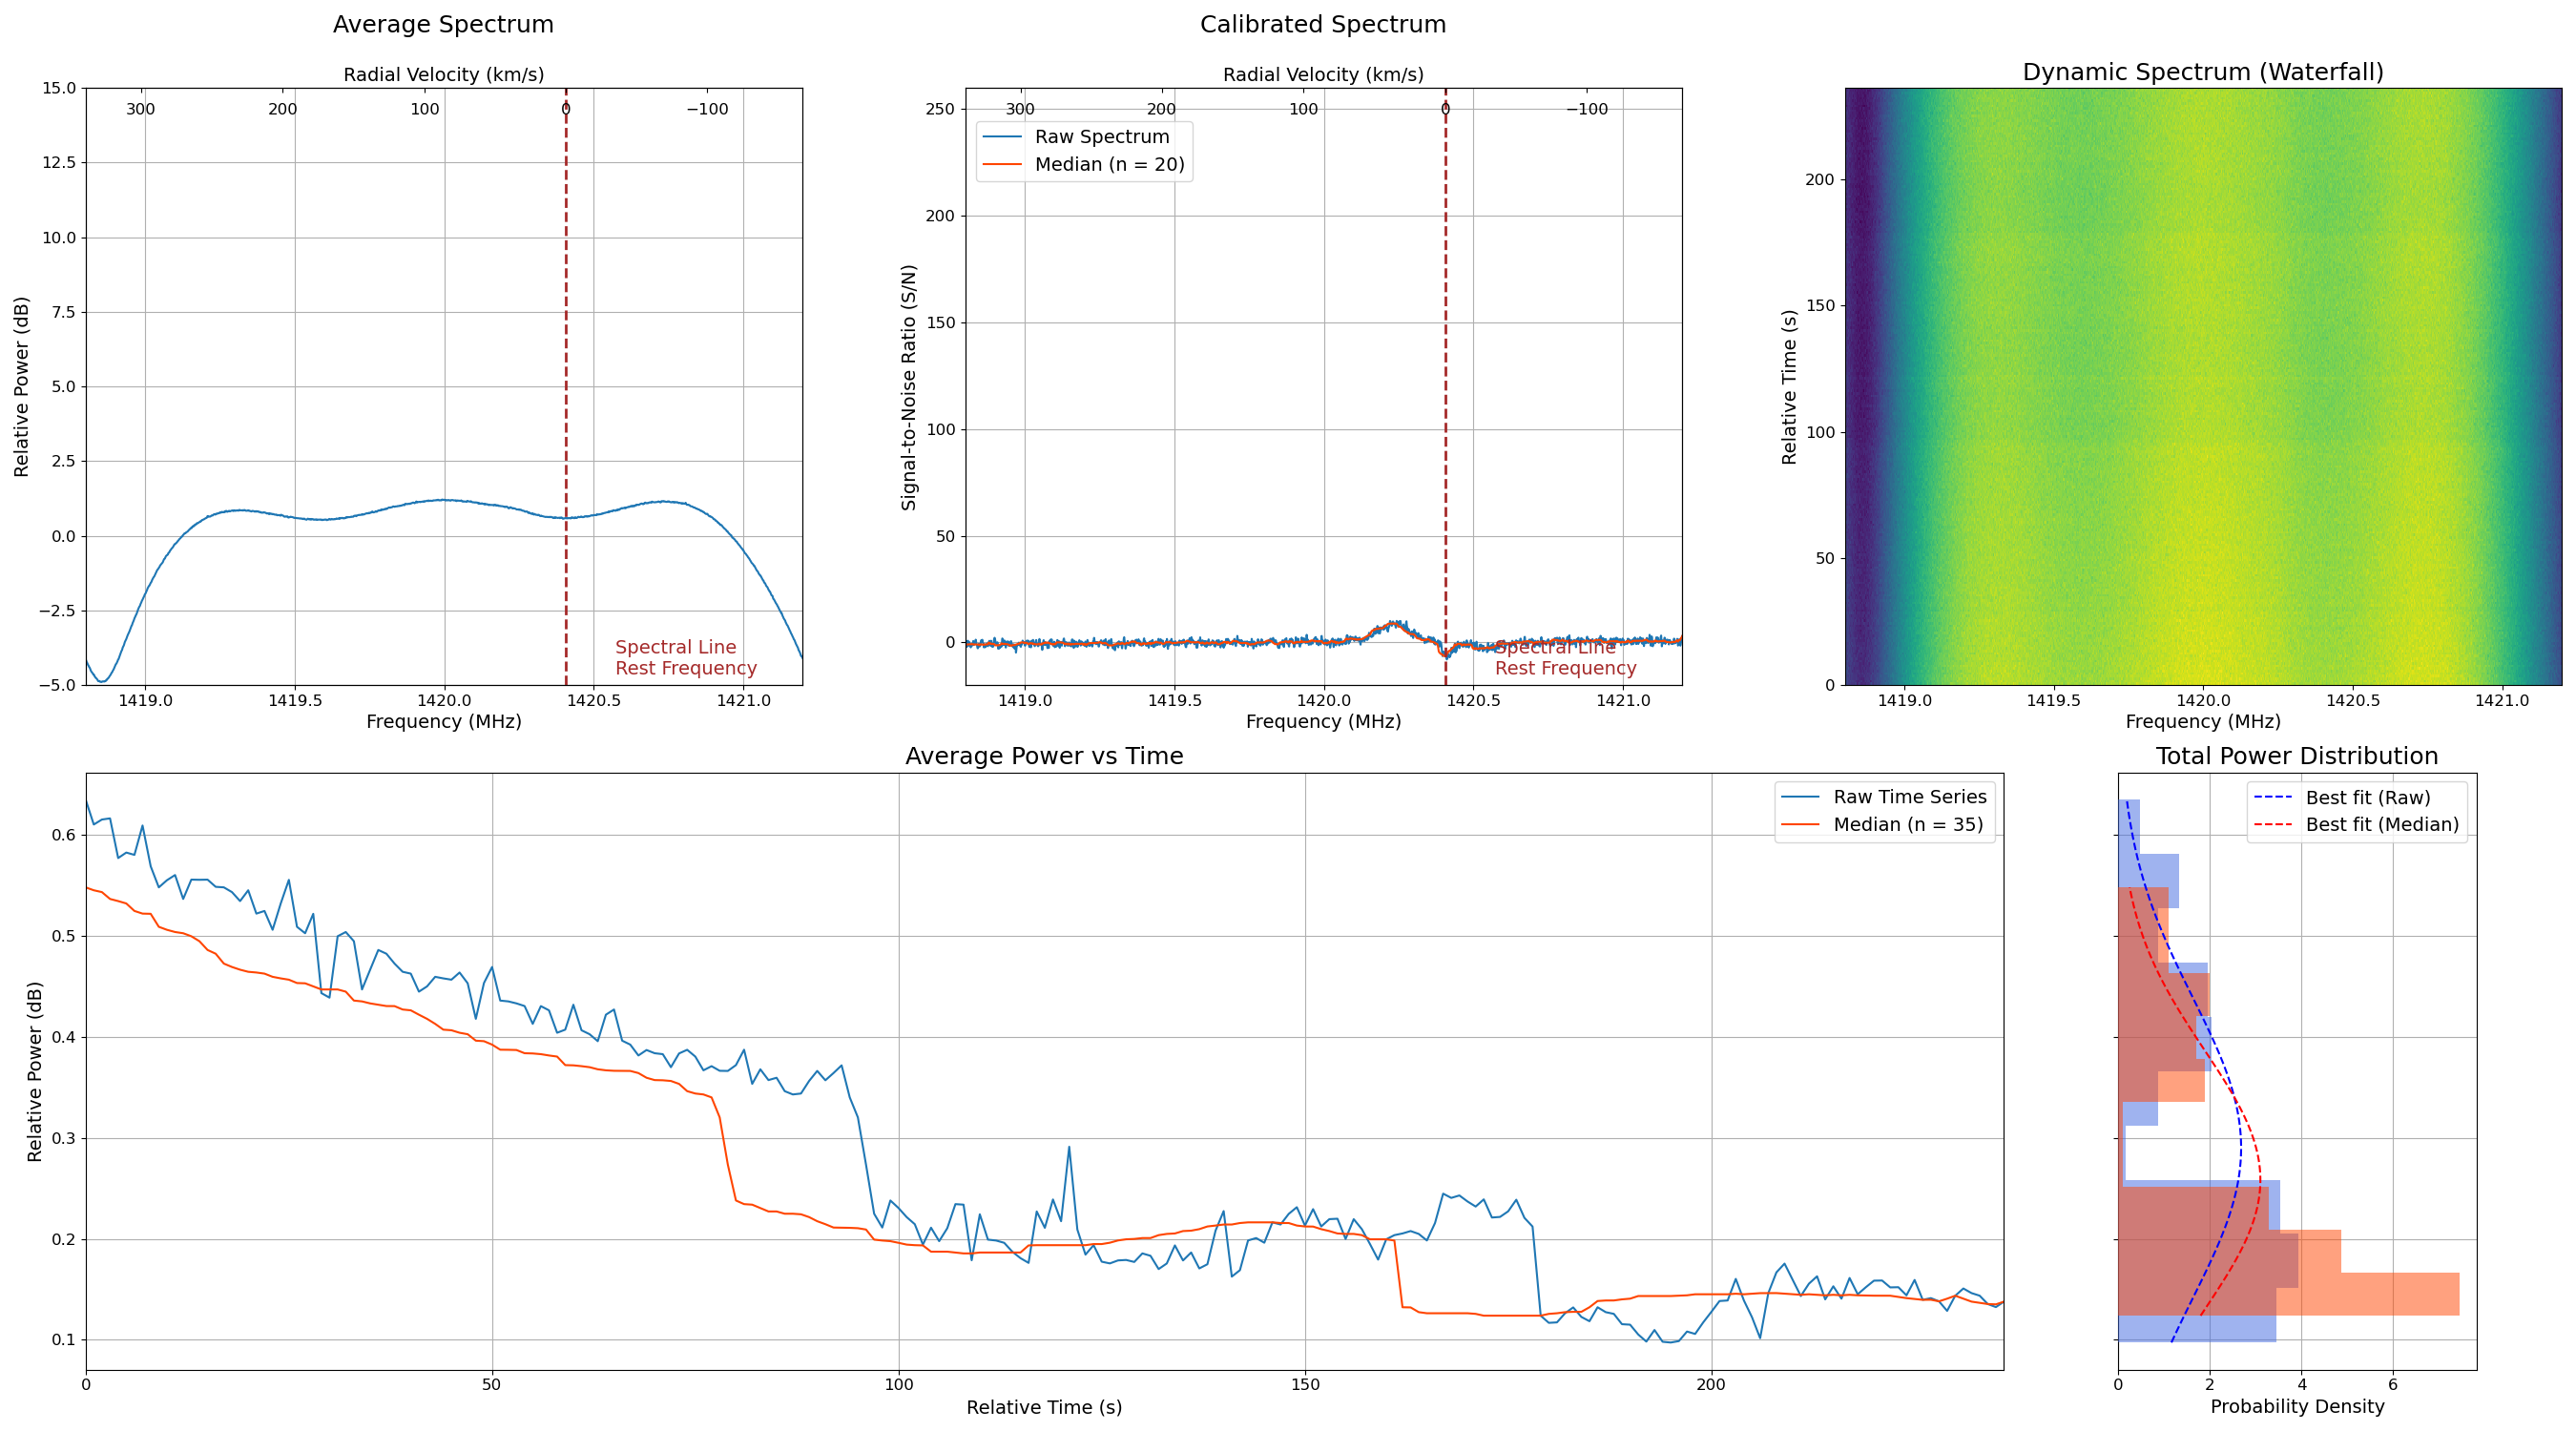 Average Spectrum
Radial Velocity (km/s)
300 200 100 0 −100
15.0
12.5
10.0
7.5
5.0
2.5
0.0
−2.5
−5.0
Relative Power (dB)
Spectral Line
Rest Frequency
1419.0 1419.5 1420.0 1420.5 1421.0
Frequency (MHz)
Calibrated Spectrum
Radial Velocity (km/s)
300 200 100 0 −100
Raw Spectrum
Median (n = 20)
250
200
150
100
50
0
Signal-to-Noise Ratio (S/N)
Spectral Line
Rest Frequency
1419.0 1419.5 1420.0 1420.5 1421.0
Frequency (MHz)
Dynamic Spectrum (Waterfall)
200
150
100
50
0
Relative Time (s)
1419.0 1419.5 1420.0 1420.5 1421.0
Frequency (MHz)
Average Power vs Time
Raw Time Series
Median (n = 35)
0.6
0.5
0.4
0.3
0.2
0.1
Relative Power (dB)
0 50 100 150 200
Relative Time (s)
Total Power Distribution
Best fit (Raw)
Best fit (Median)
0 2 4 6
Probability Density